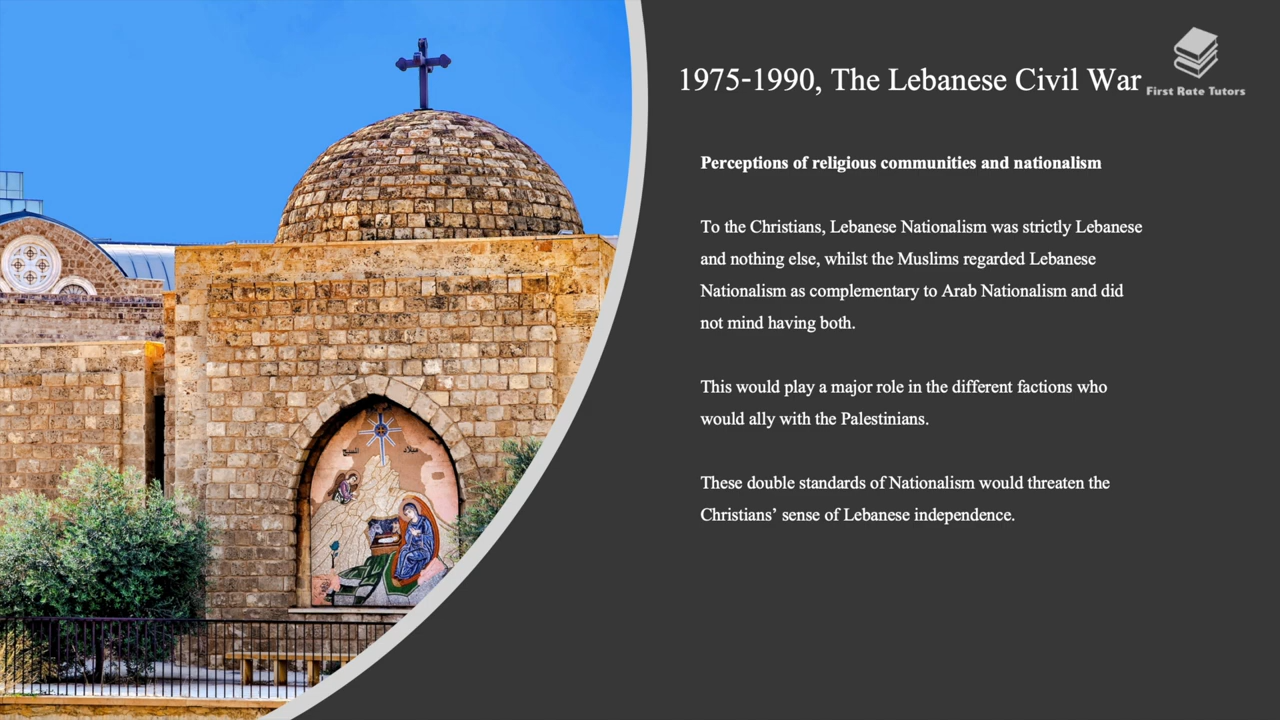 1975-1990, The Lebanese Civil War
First Rate Tutors
Perceptions of religious communities and nationalism
To the Christians, Lebanese Nationalism was strictly Lebanese
and nothing else, whilst the Muslims regarded Lebanese
Nationalism as complementary to Arab Nationalism and did
not mind having both.
This would play a major role in the different factions who
would ally with the Palestinians.
These double standards of Nationalism would threaten the
Christians’ sense of Lebanese independence.
ميلاد
المسيح